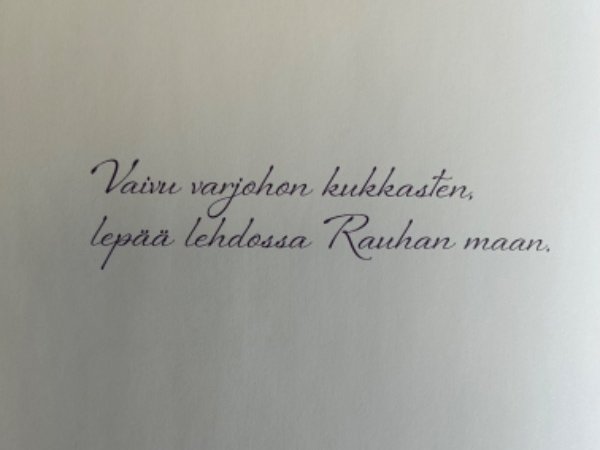 Vaivu varjohon kukkasten,
lepää lehdossa Rauhan maan.